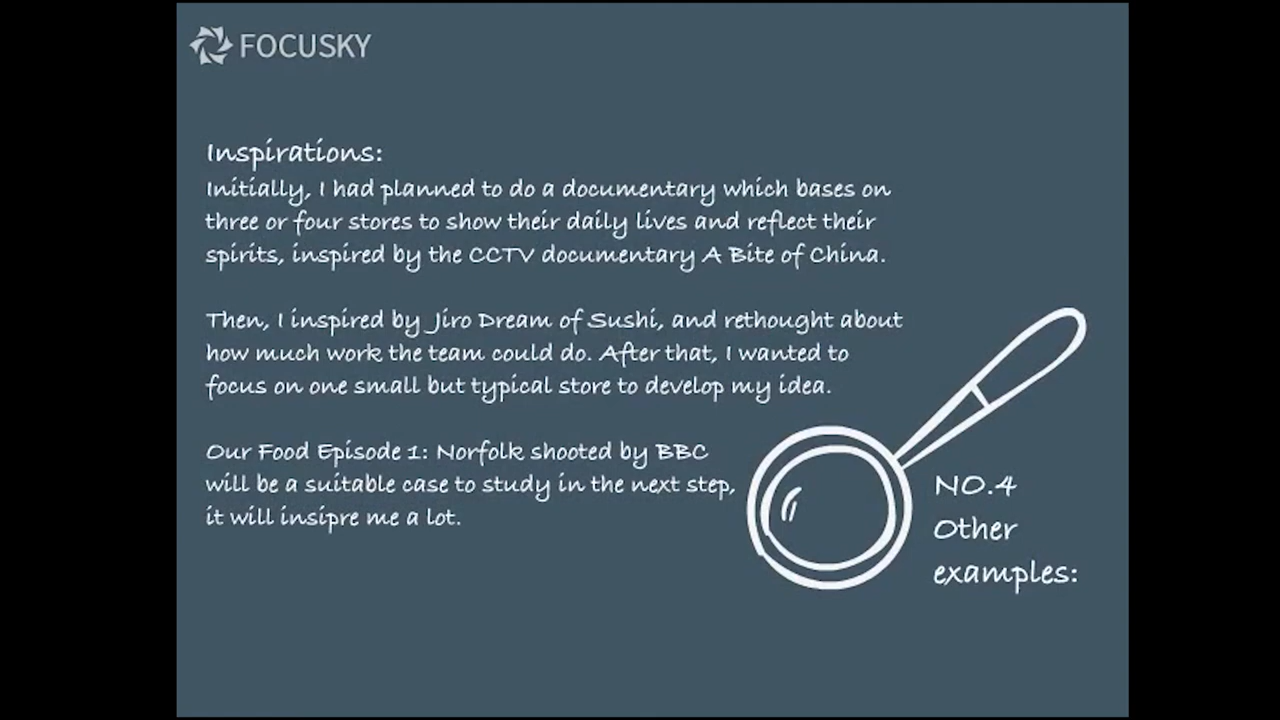 FOCUSKY
Inspirations:
Initially, I had planned to do a documentary which bases on
three or four stores to show their daily lives and reflect their
spirits, inspired by the CCTV documentary A Bite of China.
Then, I inspired by Jiro Dream of Sushi, and rethought about
how much work the team could do. After that, I wanted to
focus on one small but typical store to develop my idea.
Our Food Episode 1: Norfolk shooted by BBC
will be a suitable case to study in the next step,
it will insipre me a lot.
NO.4
Other
examples: